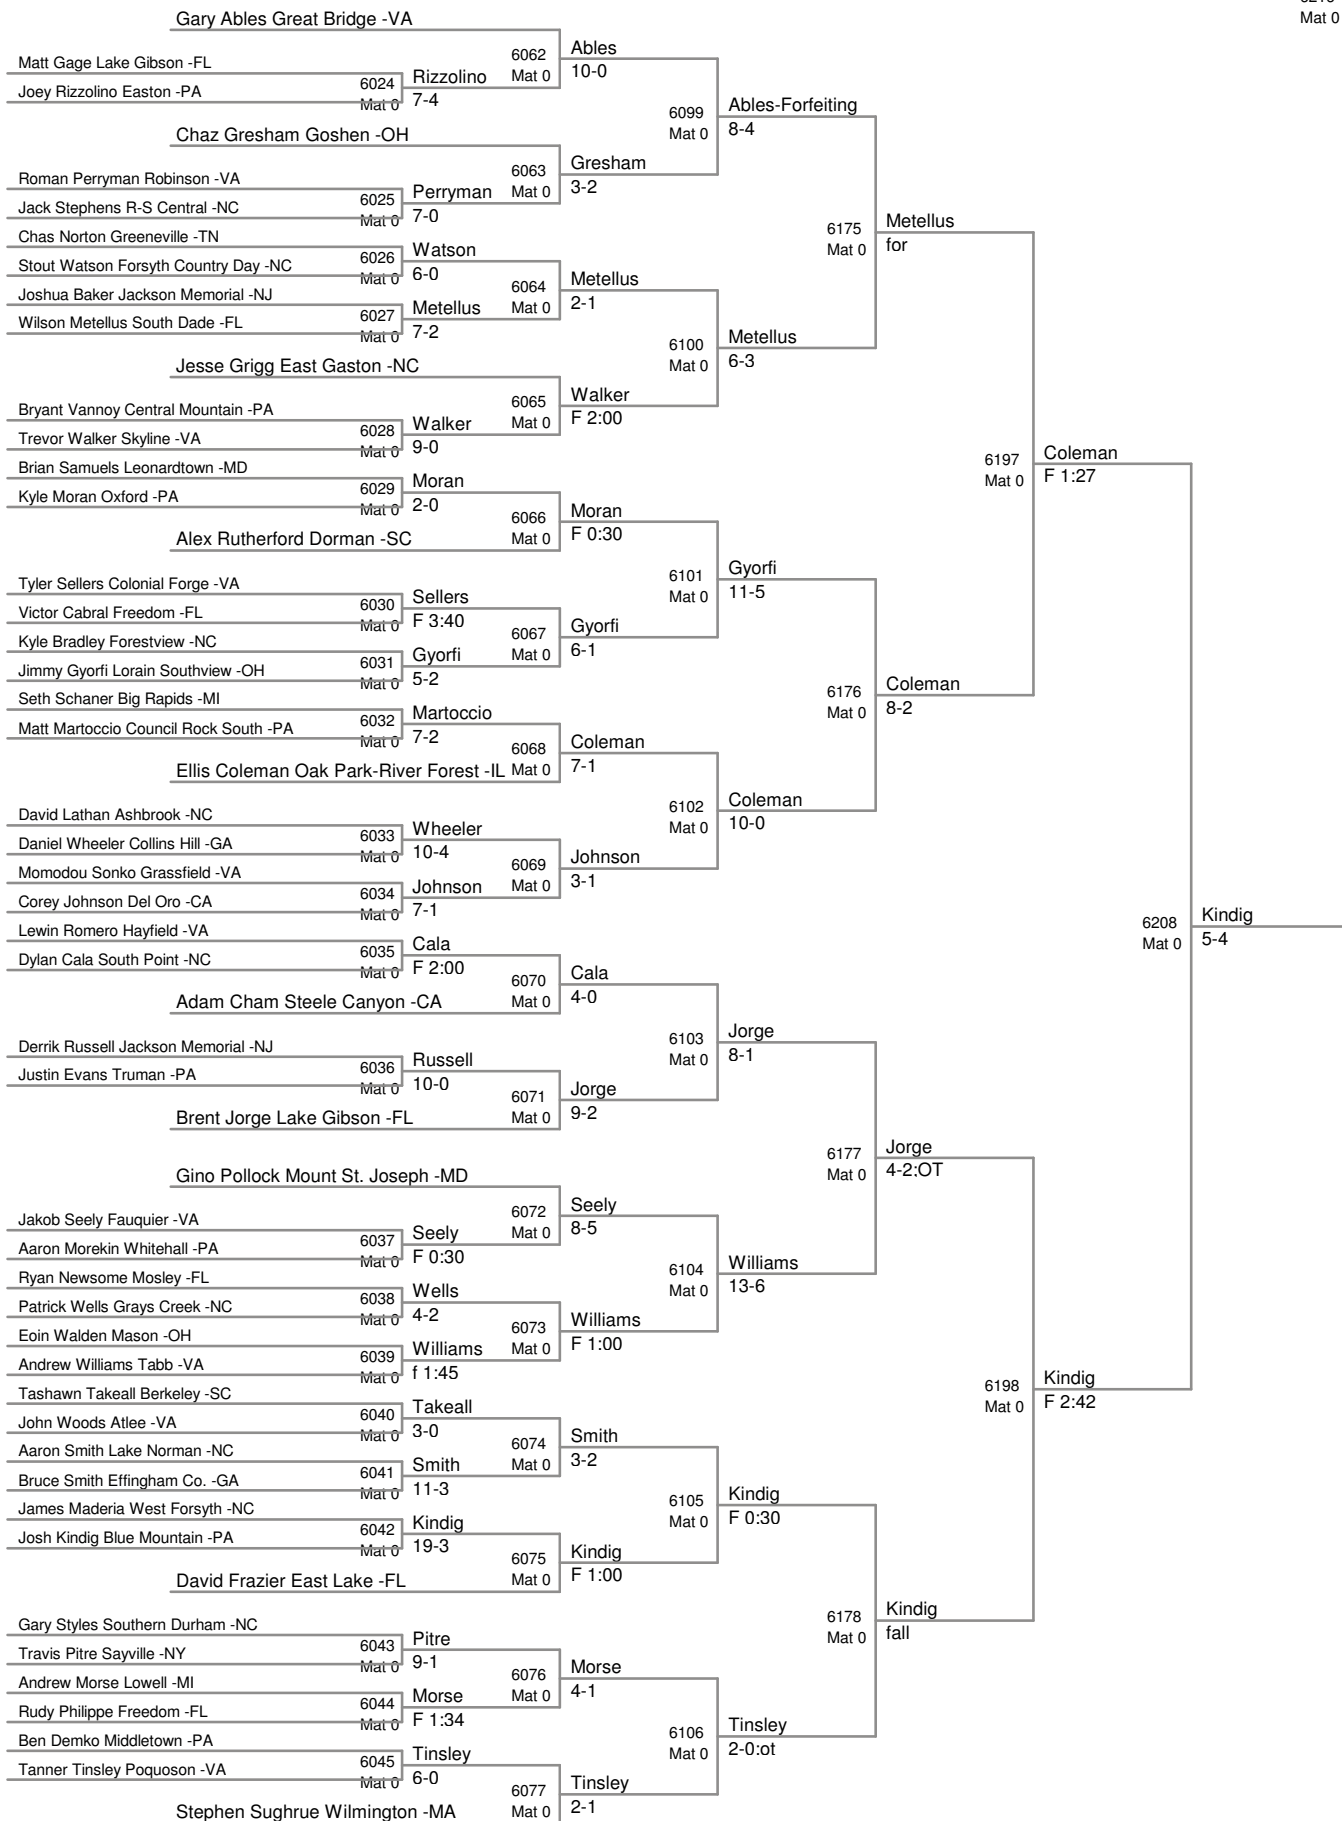 Mat 0
Gary Ables Great Bridge -VA
Matt Gage Lake Gibson -FL
Joey Rizzolino Easton -PA
6024
Mat 0
Rizzolino
7-4
6062
Mat 0
Ables
10-0
Chaz Gresham Goshen -OH
Roman Perryman Robinson -VA
Jack Stephens R-S Central -NC
6025
Mat 0
Perryman
7-0
6063
Mat 0
Gresham
3-2
6099
Mat 0
Ables-Forfeiting
8-4
Chas Norton Greeneville -TN
Stout Watson Forsyth Country Day -NC
6026
Mat 0
Watson
6-0
Joshua Baker Jackson Memorial -NJ
Wilson Metellus South Dade -FL
6027
Mat 0
Metellus
7-2
6064
Mat 0
Metellus
2-1
Jesse Grigg East Gaston -NC
Bryant Vannoy Central Mountain -PA
Trevor Walker Skyline -VA
6028
Mat 0
Walker
9-0
6065
Mat 0
Walker
F 2:00
6100
Mat 0
Metellus
6-3
6175
Mat 0
Metellus
for
Brian Samuels Leonardtown -MD
Kyle Moran Oxford -PA
6029
Mat 0
Moran
2-0
Alex Rutherford Dorman -SC
6066
Mat 0
Moran
F 0:30
Tyler Sellers Colonial Forge -VA
Victor Cabral Freedom -FL
6030
Mat 0
Sellers
F 3:40
Kyle Bradley Forestview -NC
Jimmy Gyorfi Lorain Southview -OH
6031
Mat 0
Gyorfi
5-2
6067
Mat 0
Gyorfi
6-1
6101
Mat 0
Gyorfi
11-5
Seth Schaner Big Rapids -MI
Matt Martoccio Council Rock South -PA
6032
Mat 0
Martoccio
7-2
Ellis Coleman Oak Park-River Forest -IL
6068
Mat 0
Coleman
7-1
David Lathan Ashbrook -NC
Daniel Wheeler Collins Hill -GA
6033
Mat 0
Wheeler
10-4
Momodou Sonko Grassfield -VA
Corey Johnson Del Oro -CA
6034
Mat 0
Johnson
7-1
6069
Mat 0
Johnson
3-1
6102
Mat 0
Coleman
10-0
6176
Mat 0
Coleman
8-2
6197
Mat 0
Coleman
F 1:27
Lewin Romero Hayfield -VA
Dylan Cala South Point -NC
6035
Mat 0
Cala
F 2:00
Adam Cham Steele Canyon -CA
6070
Mat 0
Cala
4-0
Derrik Russell Jackson Memorial -NJ
Justin Evans Truman -PA
6036
Mat 0
Russell
10-0
Brent Jorge Lake Gibson -FL
6071
Mat 0
Jorge
9-2
6103
Mat 0
Jorge
8-1
Gino Pollock Mount St. Joseph -MD
Jakob Seely Fauquier -VA
Aaron Morekin Whitehall -PA
6037
Mat 0
Seely
F 0:30
6072
Mat 0
Seely
8-5
Ryan Newsome Mosley -FL
Patrick Wells Grays Creek -NC
6038
Mat 0
Wells
4-2
Eoin Walden Mason -OH
Andrew Williams Tabb -VA
6039
Mat 0
Williams
f 1:45
6073
Mat 0
Williams
F 1:00
6104
Mat 0
Williams
13-6
6177
Mat 0
Jorge
4-2:OT
Tashawn Takeall Berkeley -SC
John Woods Atlee -VA
6040
Mat 0
Takeall
3-0
Aaron Smith Lake Norman -NC
Bruce Smith Effingham Co. -GA
6041
Mat 0
Smith
11-3
6074
Mat 0
Smith
3-2
James Maderia West Forsyth -NC
Josh Kindig Blue Mountain -PA
6042
Mat 0
Kindig
19-3
David Frazier East Lake -FL
6075
Mat 0
Kindig
F 1:00
6105
Mat 0
Kindig
F 0:30
Gary Styles Southern Durham -NC
Travis Pitre Sayville -NY
6043
Mat 0
Pitre
9-1
Andrew Morse Lowell -MI
Rudy Philippe Freedom -FL
6044
Mat 0
Morse
F 1:34
6076
Mat 0
Morse
4-1
Ben Demko Middletown -PA
Tanner Tinsley Poquoson -VA
6045
Mat 0
Tinsley
6-0
Stephen Sughrue Wilmington -MA
6077
Mat 0
Tinsley
2-1
6106
Mat 0
Tinsley
2-0:ot
6178
Mat 0
Kindig
fall
6198
Mat 0
Kindig
F 2:42
6208
Mat 0
Kindig
5-4